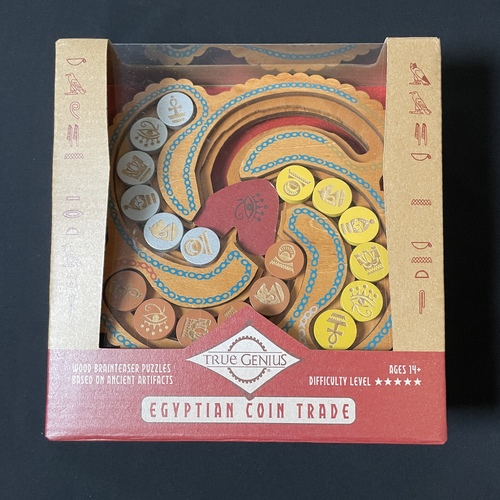 TRUE GENIUS
WOOD BRAINTEASER PUZZLES
BASED ON ANCIENT ARTIFACTS
AGES 14+
DIFFICULTY LEVEL ★★★★★
EGYPTIAN COIN TRADE